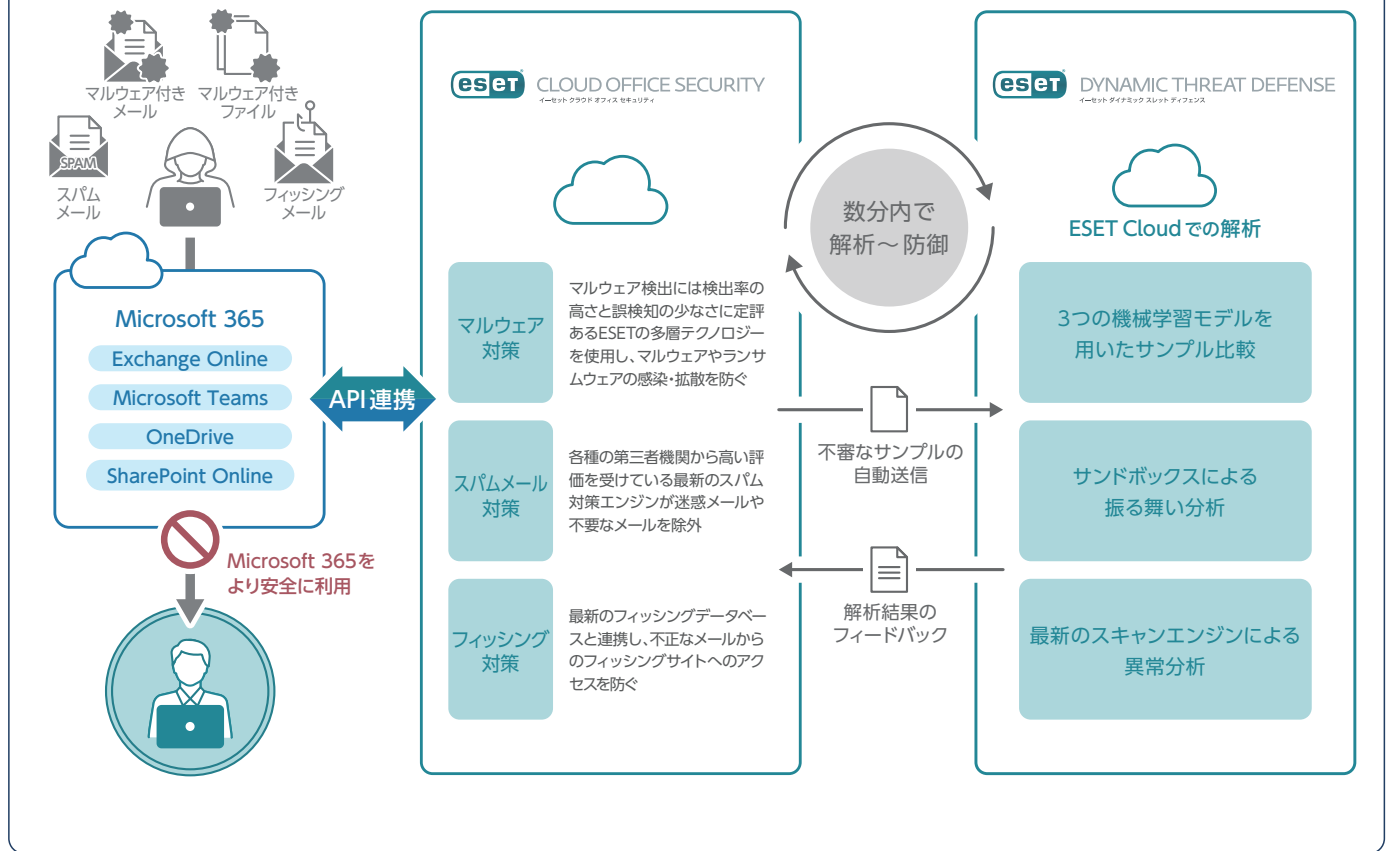 マルウェア付き
メール
マルウェア付き
ファイル
SPAM
スパム
メール
フィッシング
メール
Microsoft 365
Exchange Online
Microsoft Teams
OneDrive
SharePoint Online
API連携
Microsoft 365を
より安全に利用
eset CLOUD OFFICE SECURITY
イーセット クラウド オフィス セキュリティ
マルウェア
対策
マルウェア検出には検出率の
高さと誤検知の少なさに定評
あるESETの多層テクノロジー
を使用し、マルウェアやランサ
ムウェアの感染・拡散を防ぐ
スパムメール
対策
各種の第三者機関から高い評
価を受けている最新のスパム
対策エンジンが迷惑メールや
不要なメールを除外
フィッシング
対策
最新のフィッシングデータベー
スと連携し、不正なメールから
のフィッシングサイトへのアク
セスを防ぐ
数分内で
解析～防御
不審なサンプルの
自動送信
解析結果の
フィードバック
eset DYNAMIC THREAT DEFENSE
イーセット ダイナミック スレット ディフェンス
ESET Cloudでの解析
3つの機械学習モデルを
用いたサンプル比較
サンドボックスによる
振る舞い分析
最新のスキャンエンジンによる
異常分析